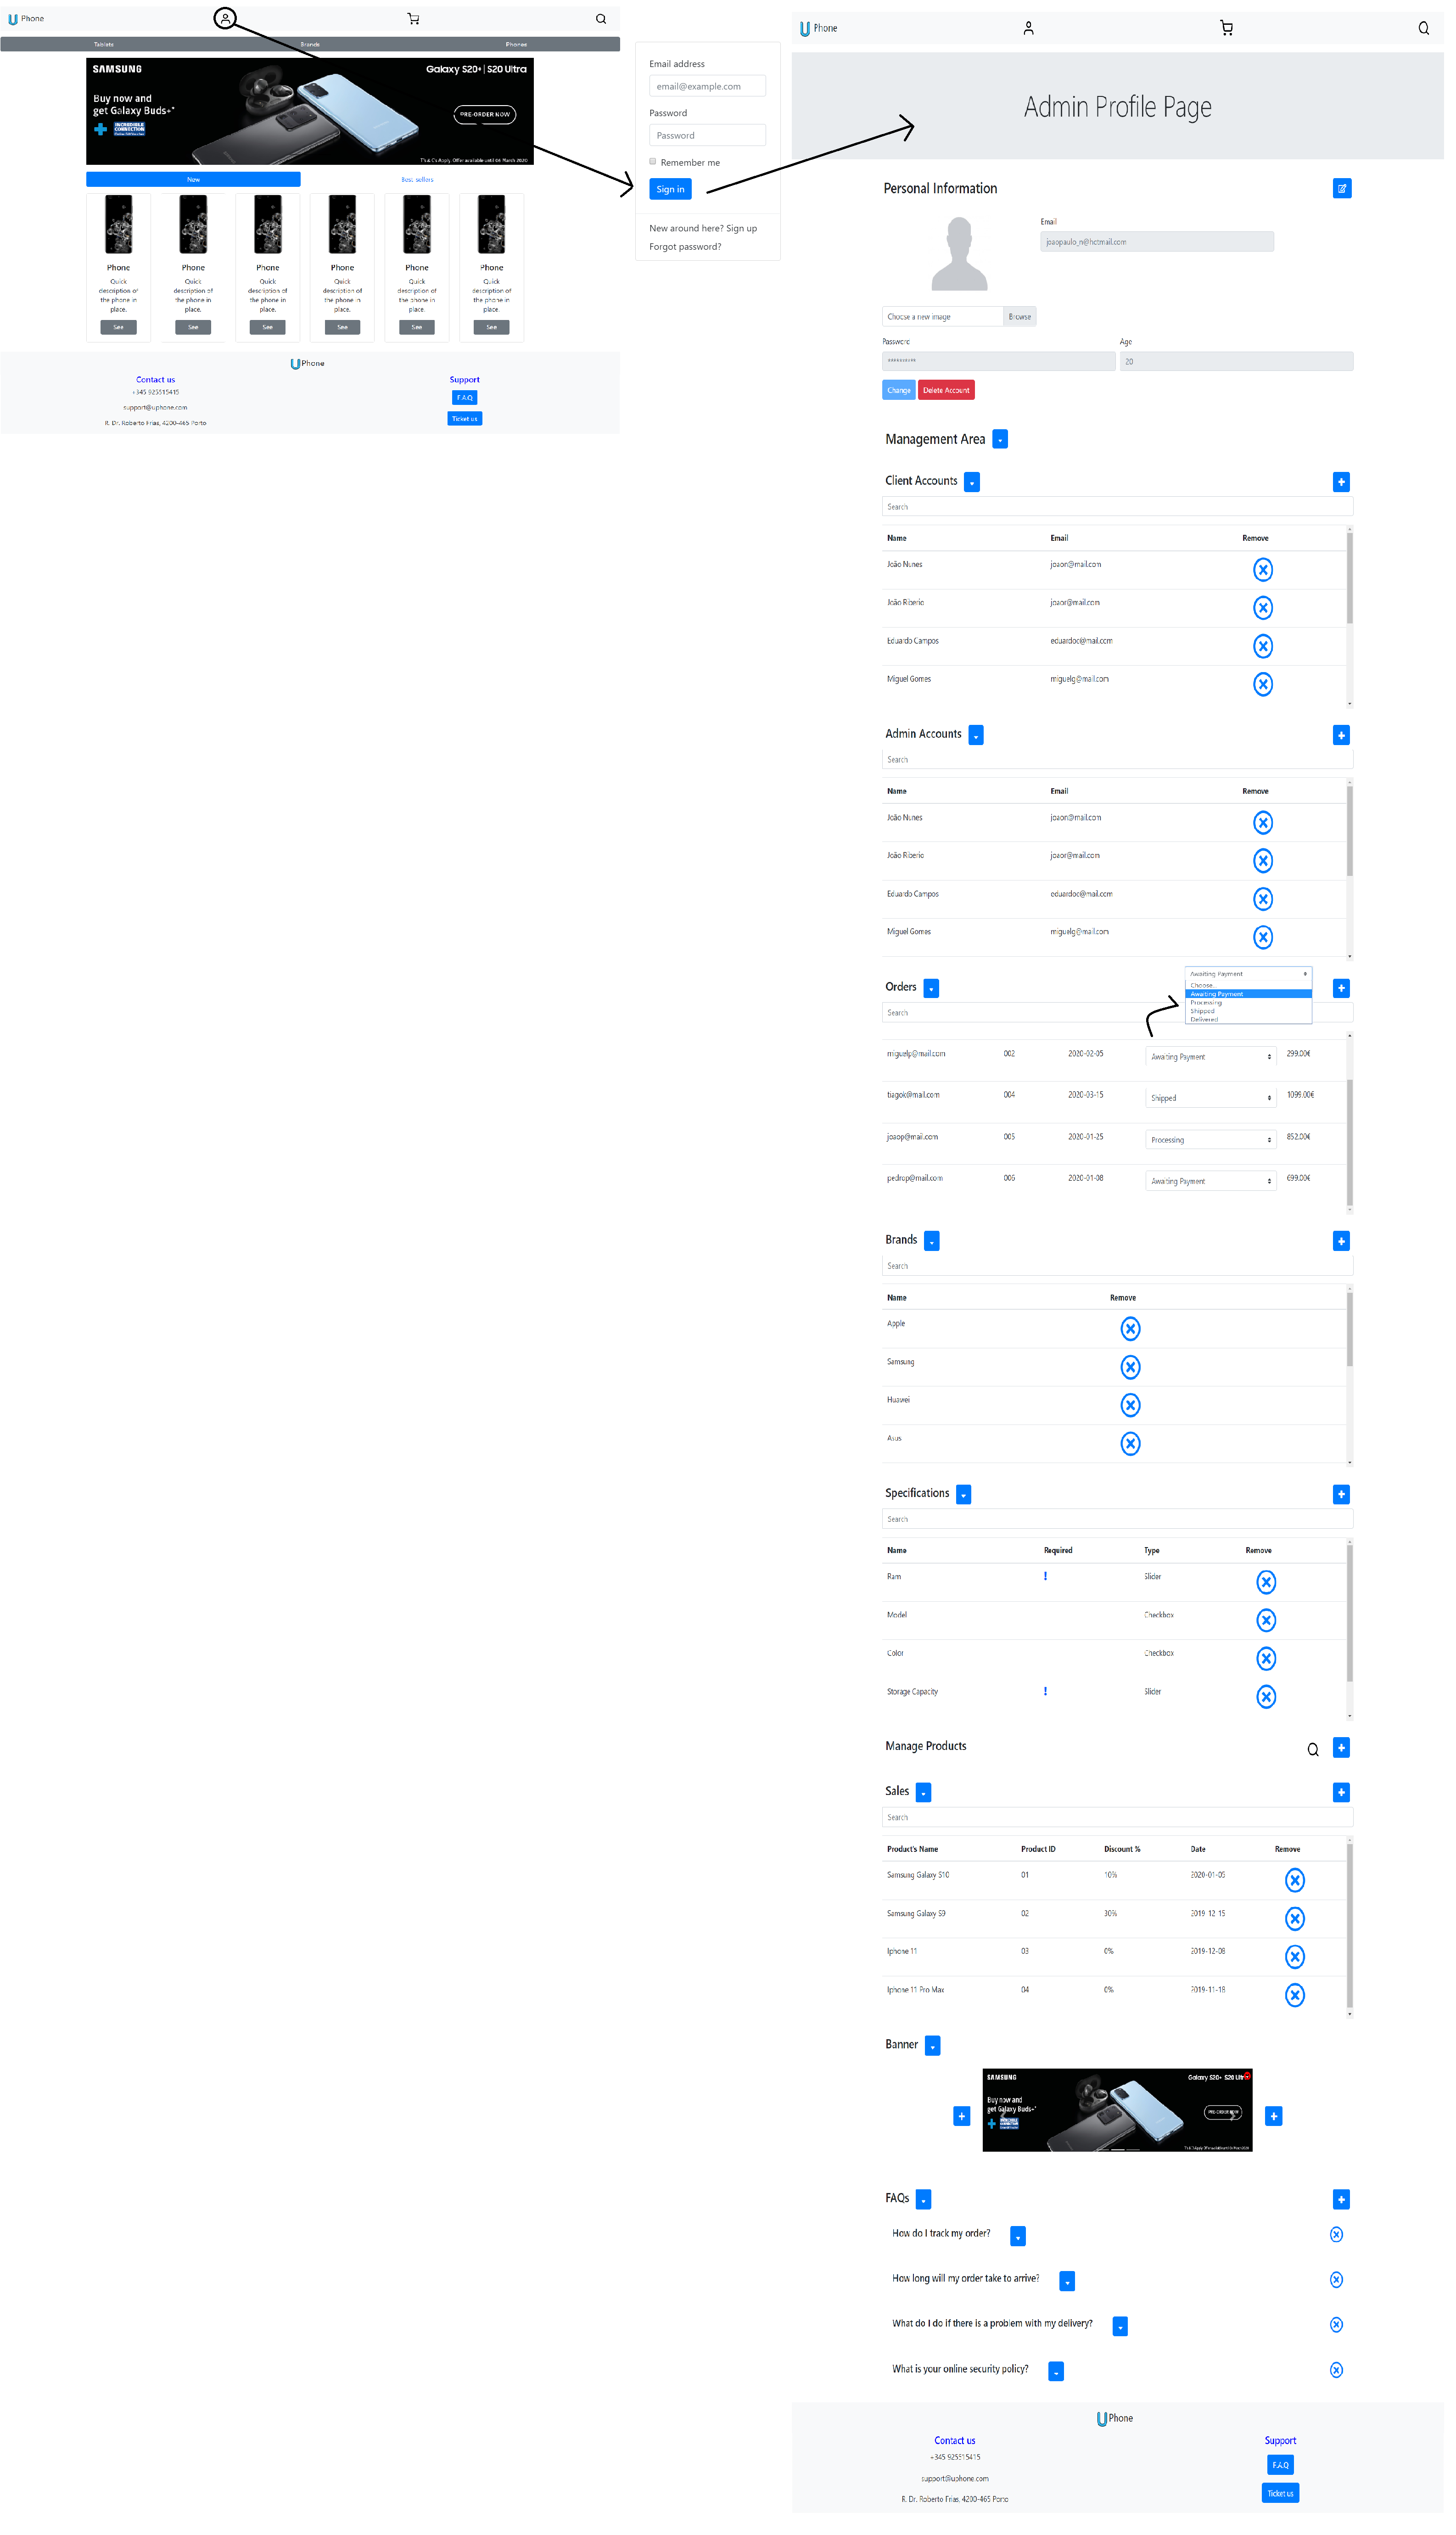 U Phone
Tablets Brands Phones
SAMSUNG Galaxy S20+ | S20 Ultra
Buy now and
get Galaxy Buds+*
INCREDIBLE
CONNECTION
PRE-ORDER NOW
T's & C's Apply. Offer available until 06 March 2020
New Best sellers
Phone Phone Phone Phone Phone Phone
Quick description of the phone in place.
Quick description of the phone in place.
Quick description of the phone in place.
Quick description of the phone in place.
Quick description of the phone in place.
Quick description of the phone in place.
See See See See See See
U Phone
Contact us Support
+345 925515415 F.A.Q
support@uphone.com
R. Dr. Roberto Frias, 4200-465 Porto Ticket us
Email address
email@example.com
Password
Password
Remember me
Sign in
New around here? Sign up
Forgot password?
U Phone
Admin Profile Page
Personal Information
Email
joaopaulo_n@hotmail.com
Choose a new image Browse
Password Age
********** 20
Change Delete Account
Management Area
Client Accounts
Search
Name Email Remove
João Nunes joaon@mail.com
João Riberio joaor@mail.com
Eduardo Campos eduardoc@mail.com
Miguel Gomes miguelg@mail.com
Admin Accounts
Search
Name Email Remove
João Nunes joaon@mail.com
João Riberio joaor@mail.com
Eduardo Campos eduardoc@mail.com
Miguel Gomes miguelg@mail.com
Orders
Awaiting Payment
Choose...
Awaiting Payment
Processing
Shipped
Delivered
Search
miguelp@mail.com 002 2020-02-05 Awaiting Payment 299.00€
tiagok@mail.com 004 2020-03-15 Shipped 1099.00€
joaop@mail.com 005 2020-01-25 Processing 852.00€
pedrop@mail.com 006 2020-01-08 Awaiting Payment 699.00€
Brands
Search
Name Remove
Apple
Samsung
Huawei
Asus
Specifications
Search
Name Required Type Remove
Ram ! Slider
Model Checkbox
Color Checkbox
Storage Capacity ! Slider
Manage Products
Sales
Search
Product's Name Product ID Discount % Date Remove
Samsung Galaxy S10 01 10% 2020-01-05
Samsung Galaxy S9 02 30% 2019-12-15
Iphone 11 03 0% 2019-12-08
Iphone 11 Pro Max 04 0% 2019-11-18
Banner
SAMSUNG Galaxy S20+ S20 Ultr
Buy now and
get Galaxy Buds+*
INCREDIBLE
CONNECTION
PRE-ORDER NOW
FAQs
How do I track my order?
How long will my order take to arrive?
What do I do if there is a problem with my delivery?
What is your online security policy?
U Phone
Contact us Support
+345 925515415 F.A.Q
support@uphone.com
R. Dr. Roberto Frias, 4200-465 Porto Ticket us